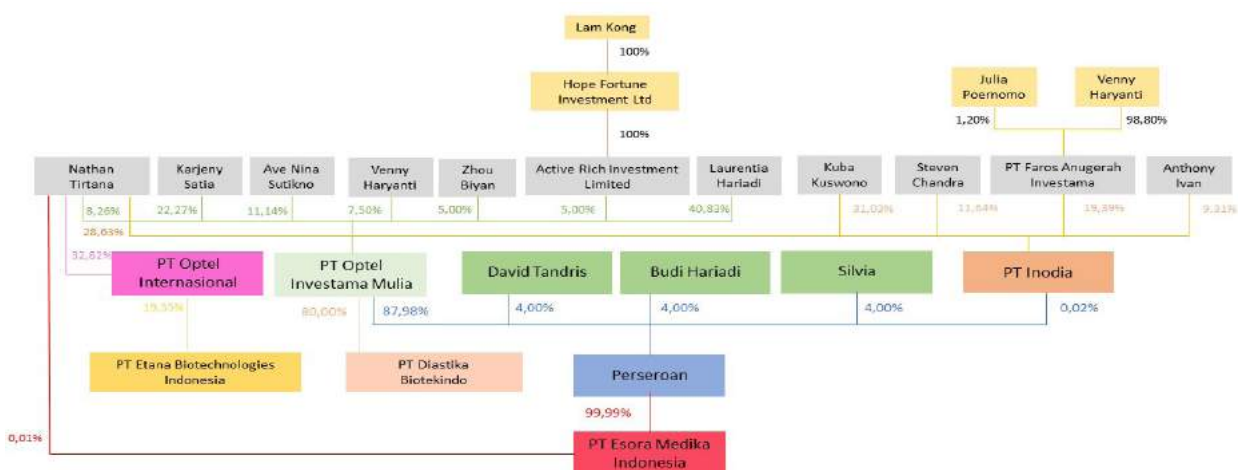 Lam Kong
100%
Hope Fortune
Investment Ltd
100%
Julia
Poernomo
Venny
Haryanti
1,20%
98,80%
Nathan
Tirtana
Karjeny
Satia
Ave Nina
Sutikno
Venny
Haryanti
Zhou
Biyan
Active Rich Investment
Limited
Laurentia
Hariadi
Kuba
Kuswono
Steven
Chandra
PT Faros Anugerah
Investama
Anthony
Ivan
8,26%
22,27%
11,14%
7,50%
5,00%
5,00%
40,83%
31,03%
11,64%
19,89%
9,31%
28,63%
32,82%
PT Optel
Internasional
PT Optel
Investama Mulia
David Tandris
Budi Hariadi
Silvia
PT Inodia
19,55%
80,00%
87,98%
4,00%
4,00%
4,00%
0,02%
PT Etana Biotechnologies
Indonesia
PT Diastika
Biotekindo
Perseroan
99,99%
0,01%
PT Esora Medika
Indonesia